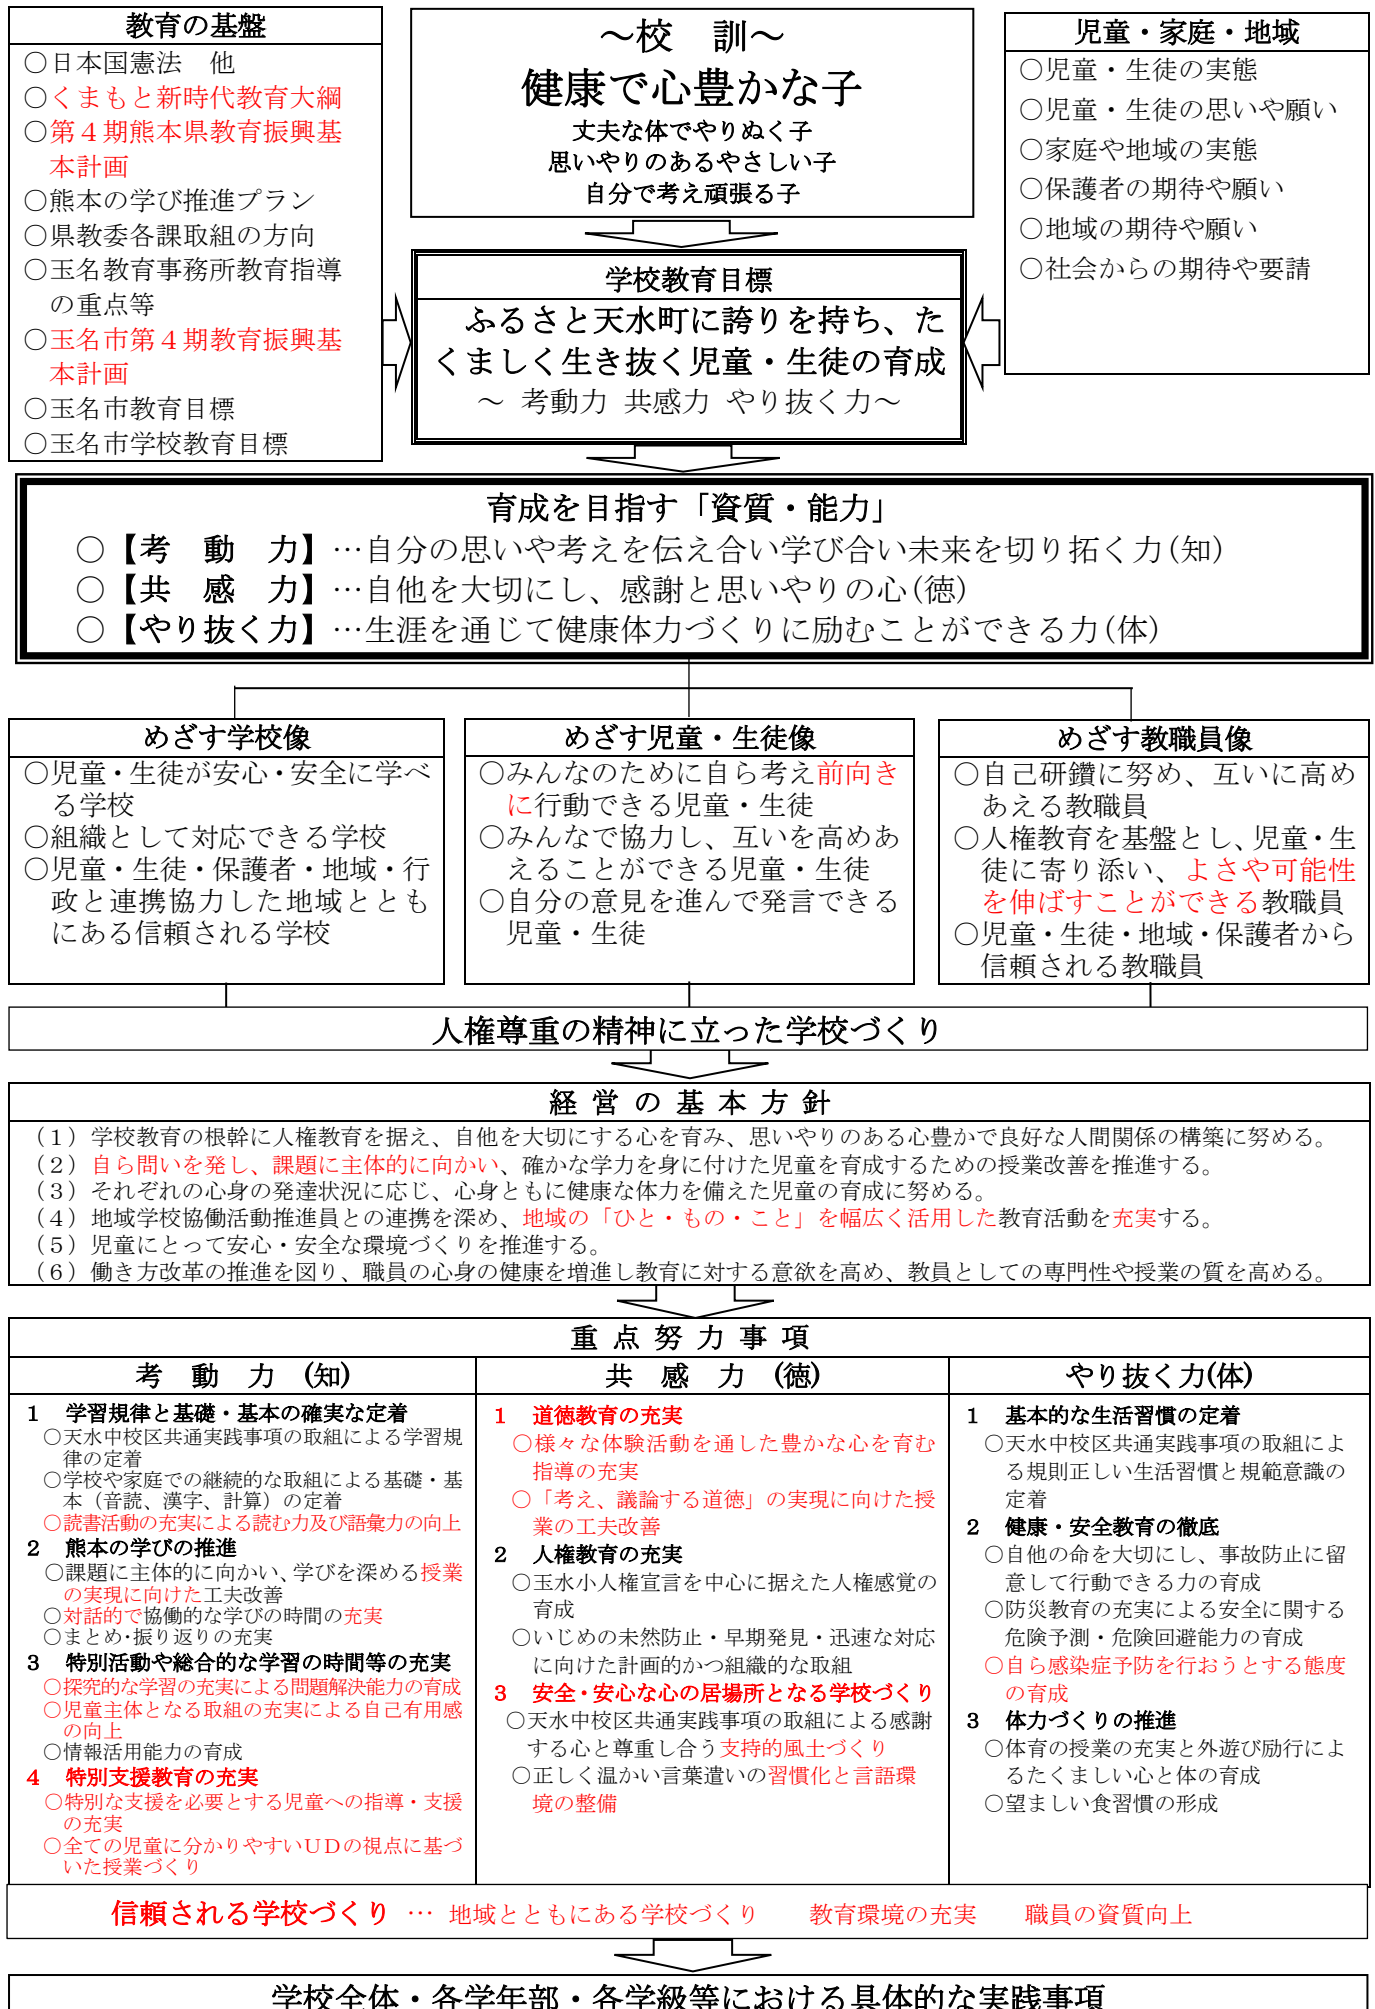 教育の基盤
○日本国憲法　他
○くまもと新時代教育大綱
○第４期熊本県教育振興基
本計画
○熊本の学び推進プラン
○県教委各課取組の方向
○玉名教育事務所教育指導
の重点等
○玉名市第４期教育振興基
本計画
○玉名市教育目標
○玉名市学校教育目標
～校　訓～
健康で心豊かな子
丈夫な体でやりぬく子
思いやりのあるやさしい子
自分で考え頑張る子
児童・家庭・地域
○児童・生徒の実態
○児童・生徒の思いや願い
○家庭や地域の実態
○保護者の期待や願い
○地域の期待や願い
○社会からの期待や要請
学校教育目標
ふるさと天水町に誇りを持ち、た
くましく生き抜く児童・生徒の育成
～ 考動力 共感力 やり抜く力～
育成を目指す「資質・能力」
○【考　動　力】…自分の思いや考えを伝え合い学び合い未来を切り拓く力(知)
○【共　感　力】…自他を大切にし、感謝と思いやりの心(徳)
○【やり抜く力】…生涯を通じて健康体力づくりに励むことができる力(体)
めざす学校像
○児童・生徒が安心・安全に学べ
る学校
○組織として対応できる学校
○児童・生徒・保護者・地域・行
政と連携協力した地域ととも
にある信頼される学校
めざす児童・生徒像
○みんなのために自ら考え前向き
に行動できる児童・生徒
○みんなで協力し、互いを高めあ
えることができる児童・生徒
○自分の意見を進んで発言できる
児童・生徒
めざす教職員像
○自己研鑽に努め、互いに高め
あえる教職員
○人権教育を基盤とし、児童・生
徒に寄り添い、よさや可能性
を伸ばすことができる教職員
○児童・生徒・地域・保護者から
信頼される教職員
人権尊重の精神に立った学校づくり
経 営 の 基 本 方 針
（１）学校教育の根幹に人権教育を据え、自他を大切にする心を育み、思いやりのある心豊かで良好な人間関係の構築に努める。
（２）自ら問いを発し、課題に主体的に向かい、確かな学力を身に付けた児童を育成するための授業改善を推進する。
（３）それぞれの心身の発達状況に応じ、心身ともに健康な体力を備えた児童の育成に努める。
（４）地域学校協働活動推進員との連携を深め、地域の「ひと・もの・こと」を幅広く活用した教育活動を充実する。
（５）児童にとって安心・安全な環境づくりを推進する。
（６）働き方改革の推進を図り、職員の心身の健康を増進し教育に対する意欲を高め、教員としての専門性や授業の質を高める。
重 点 努 力 事 項
考　動　力　(知)
1　学習規律と基礎・基本の確実な定着
○天水中校区共通実践事項の取組による学習規
律の定着
○学校や家庭での継続的な取組による基礎・基
本（音読、漢字、計算）の定着
○読書活動の充実による読む力及び語彙力の向上
2　熊本の学びの推進
○課題に主体的に向かい、学びを深める授業
の実現に向けた工夫改善
○対話的で協働的な学びの時間の充実
○まとめ・振り返りの充実
3　特別活動や総合的な学習の時間等の充実
○探究的な学習の充実による問題解決能力の育成
○児童主体となる取組の充実による自己有用感
の向上
○情報活用能力の育成
4　特別支援教育の充実
○特別な支援を必要とする児童への指導・支援
の充実
○全ての児童に分かりやすいＵＤの視点に基づ
いた授業づくり
共　感　力　(徳)
1　道徳教育の充実
○様々な体験活動を通した豊かな心を育む
指導の充実
○「考え、議論する道徳」の実現に向けた授
業の工夫改善
2　人権教育の充実
○玉水小人権宣言を中心に据えた人権感覚の
育成
○いじめの未然防止・早期発見・迅速な対応
に向けた計画的かつ組織的な取組
3　安全・安心な心の居場所となる学校づくり
○天水中校区共通実践事項の取組による感謝
する心と尊重し合う支持的風土づくり
○正しく温かい言葉遣いの習慣化と言語環
境の整備
やり抜く力(体)
1　基本的な生活習慣の定着
○天水中校区共通実践事項の取組によ
る規則正しい生活習慣と規範意識の
定着
2　健康・安全教育の徹底
○自他の命を大切にし、事故防止に留
意して行動できる力の育成
○防災教育の充実による安全に関する
危険予測・危険回避能力の育成
○自ら感染症予防を行おうとする態度
の育成
3　体力づくりの推進
○体育の授業の充実と外遊び励行によ
るたくましい心と体の育成
○望ましい食習慣の形成
信頼される学校づくり … 地域とともにある学校づくり　教育環境の充実　職員の資質向上
学校全体・各学年部・各学級等における具体的な実践事項